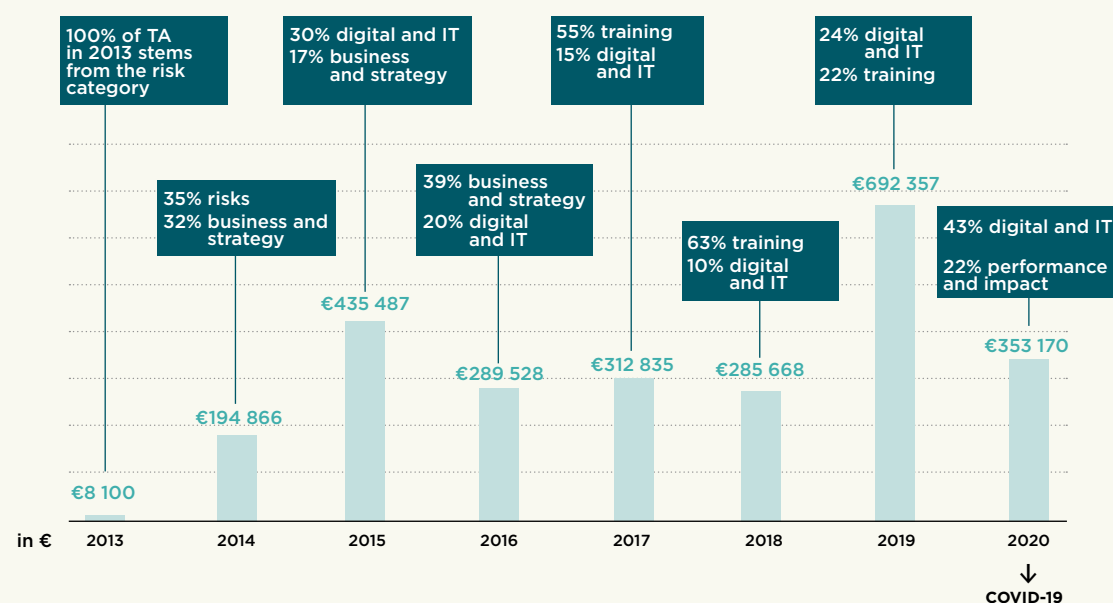 100% of TA
in 2013 stems
from the risk
category
30% digital and IT
17% business
and strategy
55% training
15% digital
and IT
24% digital
and IT
22% training
35% risks
32% business and
strategy
39% business
and strategy
20% digital
and IT
63% training
10% digital
and IT
43% digital and IT
22% performance
and impact
€8 100
€194 866
€435 487
€289 528
€312 835
€285 668
€692 357
€353 170
in €
2013
2014
2015
2016
2017
2018
2019
2020
COVID-19